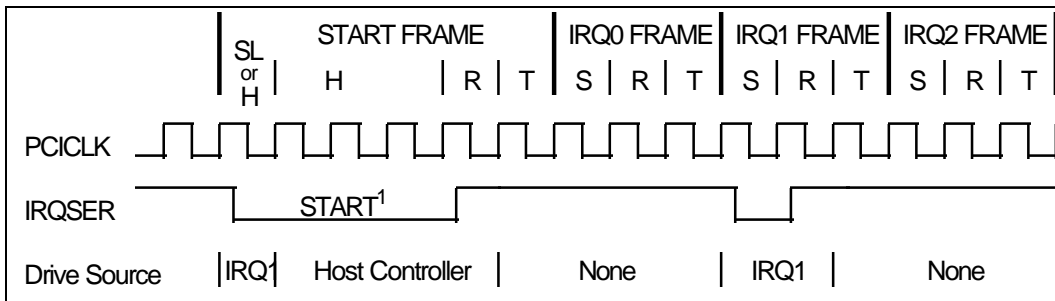 START FRAME IRQ0 FRAME IRQ1 FRAME IRQ2 FRAME
SL
or
H
H R T S R T S R T S R T
PCICLK
IRQSER START¹
Drive Source IRQ1 Host Controller None IRQ1 None